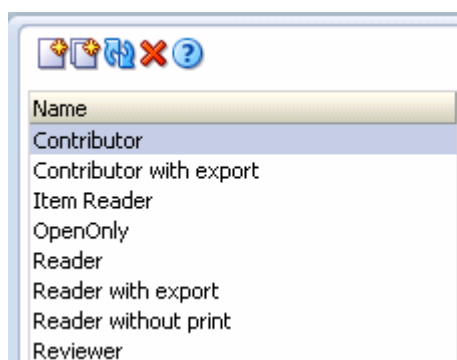 Name
Contributor
Contributor with export
Item Reader
OpenOnly
Reader
Reader with export
Reader without print
Reviewer